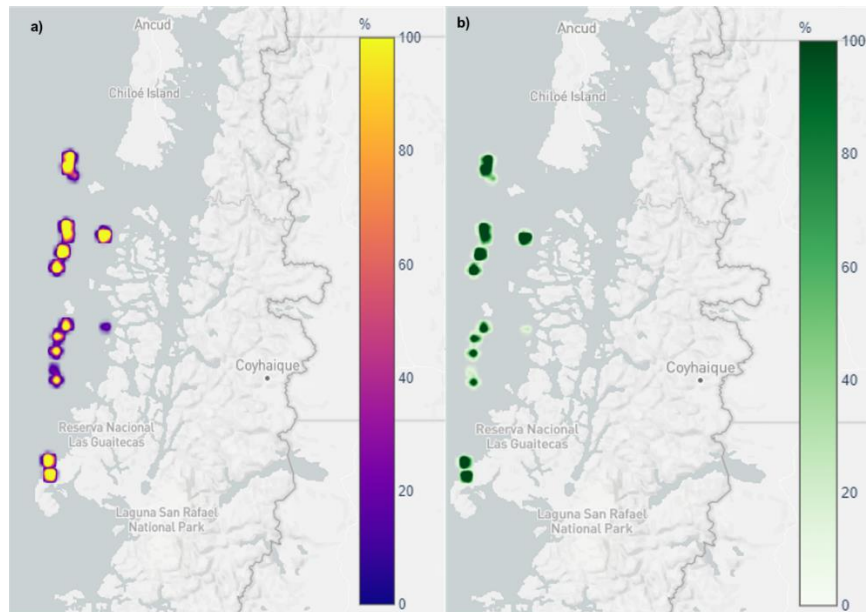 a)
%
Ancud
100
Chiloé Island
80
60
40
Coyhaique
Reserva Nacional
Las Guaitecas
20
Laguna San Rafael
National Park
0
b)
%
Ancud
100
Chiloé Island
80
60
40
Coyhaique
Reserva Nacional
Las Guaitecas
20
Laguna San Rafael
National Park
0